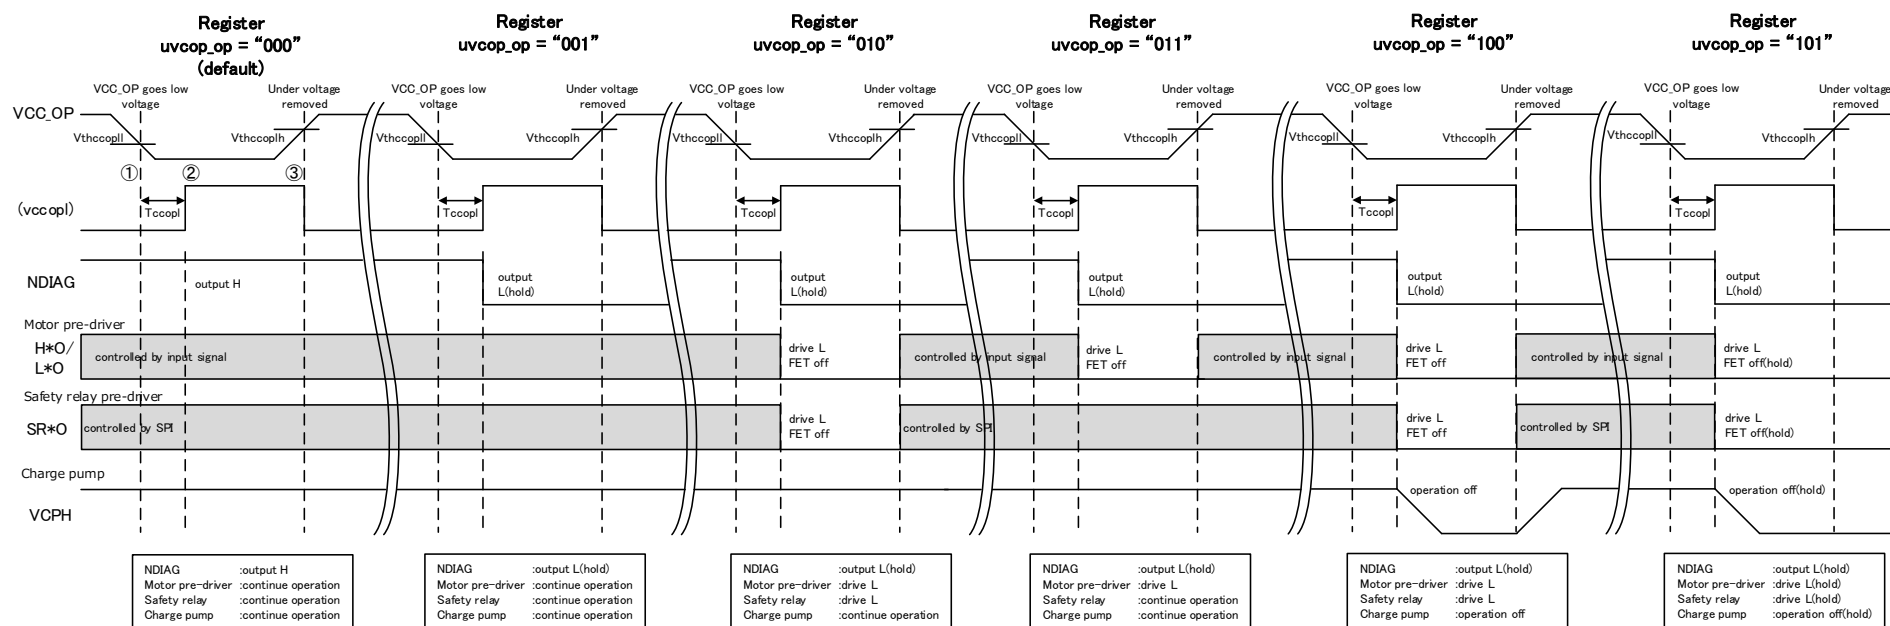 Register
uvcop_op = “000”
(default)
Register
uvcop_op = “001”
Register
uvcop_op = “010”
Register
uvcop_op = “011”
Register
uvcop_op = “100”
Register
uvcop_op = “101”
VCC_OP goes low
voltage
Under voltage
removed
VCC_OP goes low
voltage
Under voltage
removed
VCC_OP goes low
voltage
Under voltage
removed
VCC_OP goes low
voltage
Under voltage
removed
VCC_OP goes low
voltage
Under voltage
removed
VCC_OP goes low
voltage
Under voltage
removed
VCC_OP
Vthccopll
Vthccoplh
Vthccopll
Vthccoplh
Vthccopll
Vthccoplh
Vthccopll
Vthccoplh
Vthccopll
Vthccoplh
Vthccopll
Vthccoplh
① ② ③
(vccopl)
Tccopl
Tccopl
Tccopl
Tccopl
Tccopl
Tccopl
NDIAG
output H
output
L(hold)
output
L(hold)
output
L(hold)
output
L(hold)
output
L(hold)
Motor pre-driver
H*O/
L*O
controlled by input signal
drive L
FET off
controlled by input signal
drive L
FET off
controlled by input signal
drive L
FET off
controlled by input signal
drive L
FET off(hold)
Safety relay pre-driver
SR*O
controlled by SPI
drive L
FET off
controlled by SPI
drive L
FET off
controlled by SPI
drive L
FET off(hold)
Charge pump
VCPH
operation off
operation off(hold)
NDIAG :output H
Motor pre-driver :continue operation
Safety relay :continue operation
Charge pump :continue operation
NDIAG :output L(hold)
Motor pre-driver :continue operation
Safety relay :continue operation
Charge pump :continue operation
NDIAG :output L(hold)
Motor pre-driver :drive L
Safety relay :drive L
Charge pump :continue operation
NDIAG :output L(hold)
Motor pre-driver :drive L
Safety relay :continue operation
Charge pump :continue operation
NDIAG :output L(hold)
Motor pre-driver :drive L
Safety relay :drive L
Charge pump :operation off
NDIAG :output L(hold)
Motor pre-driver :drive L(hold)
Safety relay :drive L(hold)
Charge pump :operation off(hold)